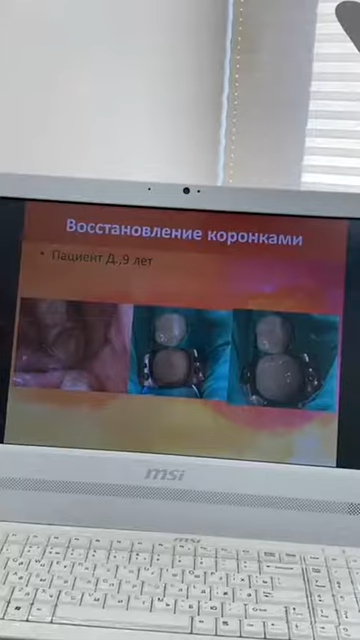 Восстановление коронками
• Пациент Д.,9 лет
msi
msi